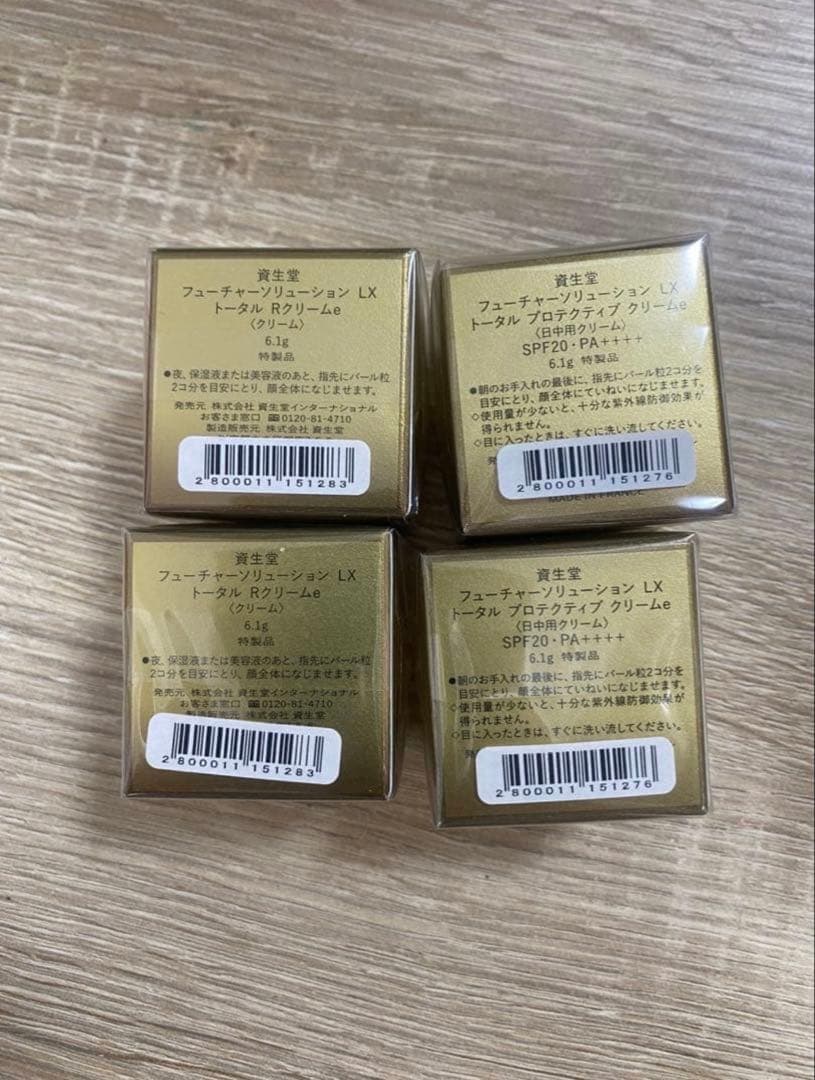 資生堂
フューチャーソリューション LX
トータル Rクリームe
〈クリーム〉
6.1g
特製品
●夜、保湿液または美容液のあと、指先にパール粒
2コ分を目安にとり、顔全体になじませます。
発売元 株式会社 資生堂インターナショナル
お客さま窓口 0120-81-4710
製造販売元 株式会社 資生堂
2 800011 151283
資生堂
フューチャーソリューション LX
トータル プロテクティブ クリームe
〈日中用クリーム〉
SPF20・PA++++
6.1g 特製品
●朝のお手入れの最後に、指先にパール粒2コ分を
目安にとり、顔全体にていねいになじませます。
◇使用量が少ないと、十分な紫外線防御効果が
得られません。
◇目に入ったときは、すぐに洗い流してください。
発
2 800011 151276
MADE IN FRANCE
資生堂
フューチャーソリューション LX
トータル Rクリームe
〈クリーム〉
6.1g
特製品
●夜、保湿液または美容液のあと、指先にパール粒
2コ分を目安にとり、顔全体になじませます。
発売元 株式会社 資生堂インターナショナル
お客さま窓口 0120-81-4710
製造販売元 株式会社 資生堂
2 800011 151283
資生堂
フューチャーソリューション LX
トータル プロテクティブ クリームe
〈日中用クリーム〉
SPF20・PA++++
6.1g 特製品
●朝のお手入れの最後に、指先にパール粒2コ分を
目安にとり、顔全体にていねいになじませます。
◇使用量が少ないと、十分な紫外線防御効果が
得られません。
◇目に入ったときは、すぐに洗い流してください。
発
2 800011 151276